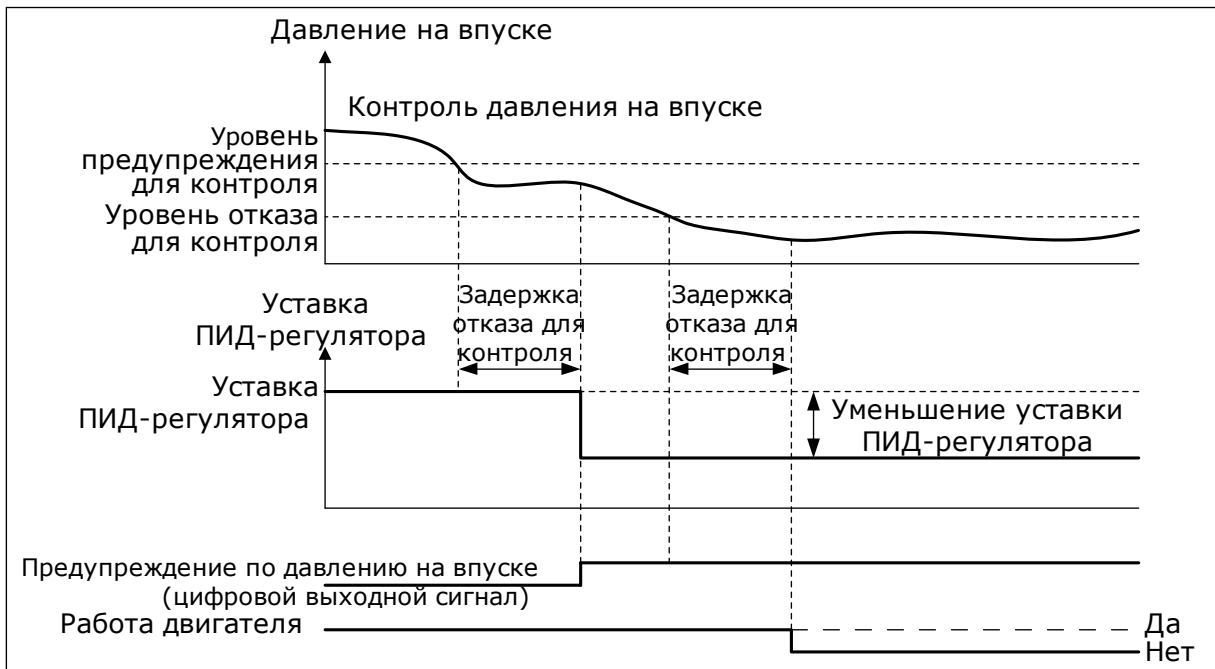 Давление на впуске
Контроль давления на впуске
Уровень
предупреждения
для контроля
Уровень отказа
для контроля
Уставка
ПИД-регулятора
Задержка
отказа для
контроля
Задержка
отказа для
контроля
Уставка
ПИД-регулятора
Уменьшение уставки
ПИД-регулятора
Предупреждение по давлению на впуске
(цифровой выходной сигнал)
Работа двигателя
Да
Нет